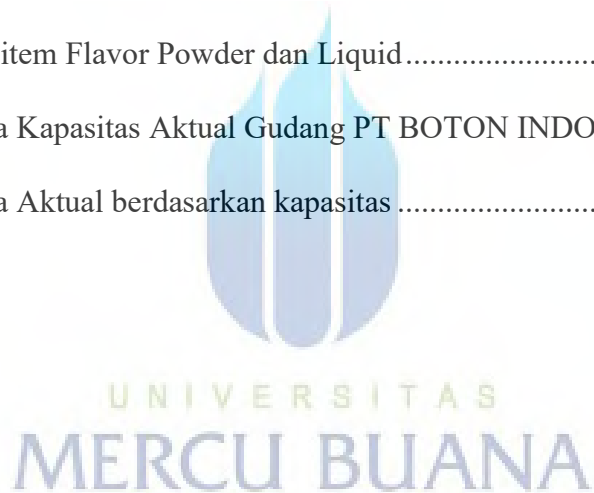 item Flavor Powder dan Liquid........................
a Kapasitas Aktual Gudang PT BOTON INDO
a Aktual berdasarkan kapasitas.........................
UNIVERSITAS
MERCU BUANA